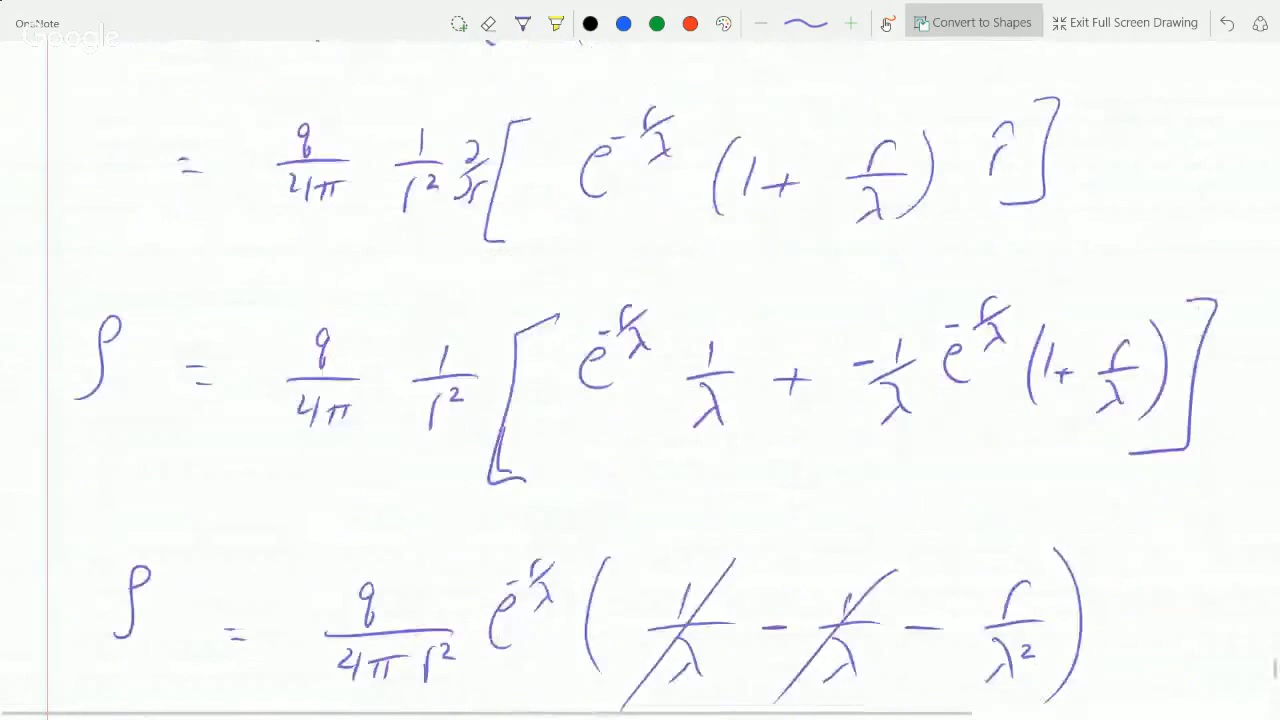 OneNote
Convert to Shapes
Exit Full Screen Drawing
Google
= q/4π 1/r² ∂/∂r [ e^(-r/λ) (1 + r/λ) r̂ ]
ρ = q/4π 1/r² [ e^(-r/λ) 1/λ + -1/λ e^(-r/λ) (1 + r/λ) ]
ρ = q/4πr² e^(-r/λ) ( 1/λ - 1/λ - r/λ² )